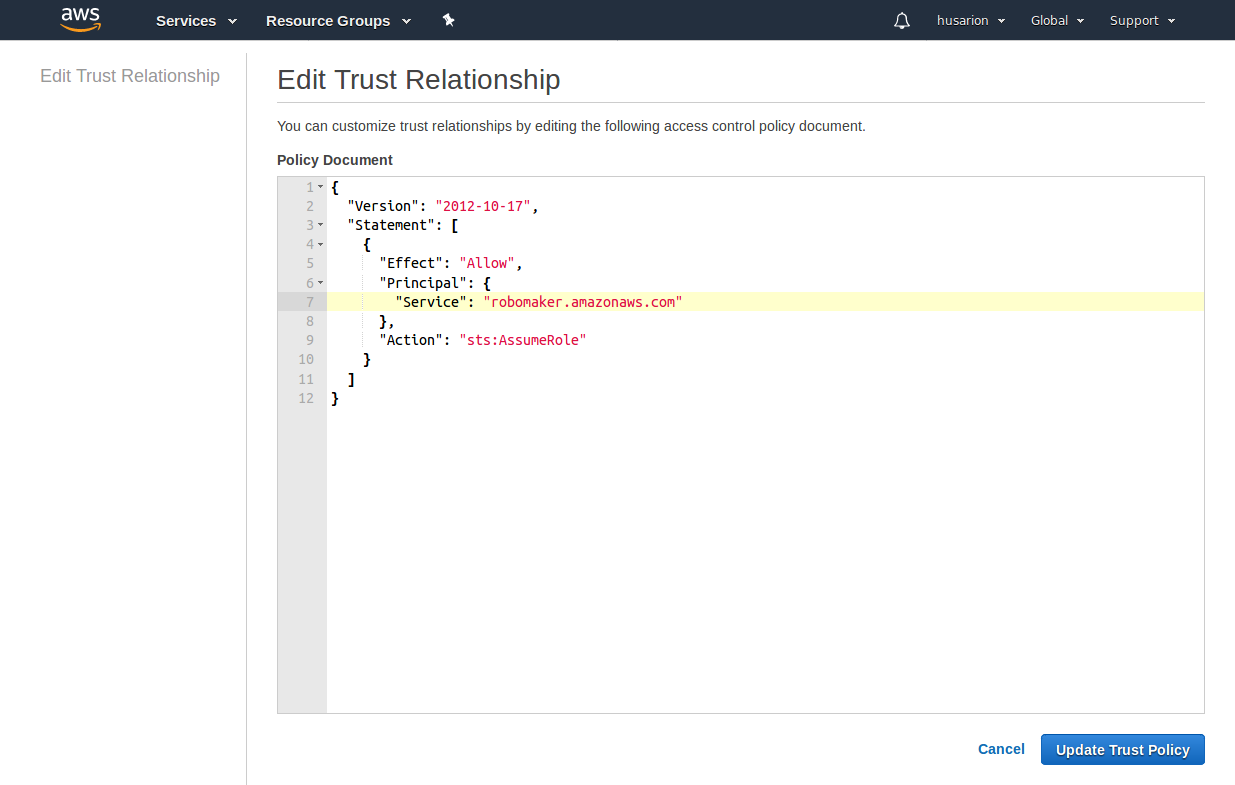 aws Services Resource Groups husarion Global Support
Edit Trust Relationship
Edit Trust Relationship
You can customize trust relationships by editing the following access control policy document.
Policy Document
1 {
2 "Version": "2012-10-17",
3 "Statement": [
4 {
5 "Effect": "Allow",
6 "Principal": {
7 "Service": "robomaker.amazonaws.com"
8 },
9 "Action": "sts:AssumeRole"
10 }
11 ]
12 }
Cancel Update Trust Policy